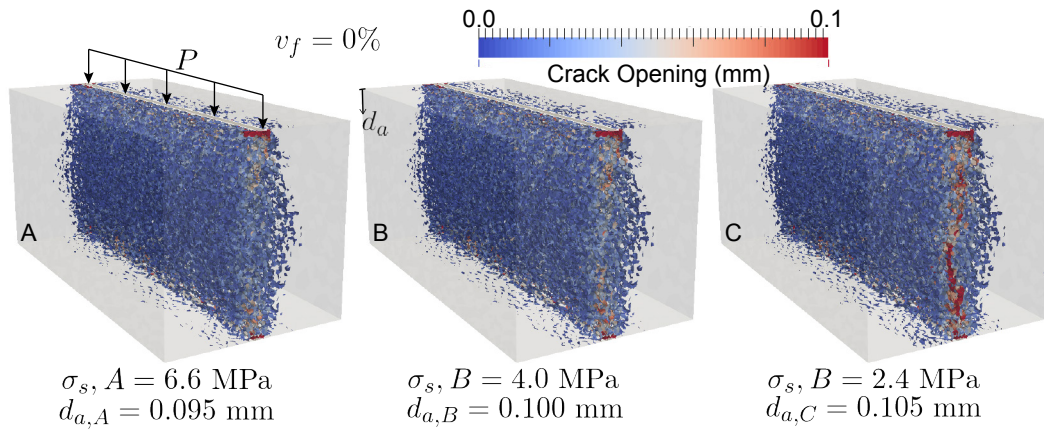 0.0 0.1
v_f = 0%
P
Crack Opening (mm)
d_a
A
B
C
σ_s, A = 6.6 MPa
d_{a,A} = 0.095 mm
σ_s, B = 4.0 MPa
d_{a,B} = 0.100 mm
σ_s, B = 2.4 MPa
d_{a,C} = 0.105 mm